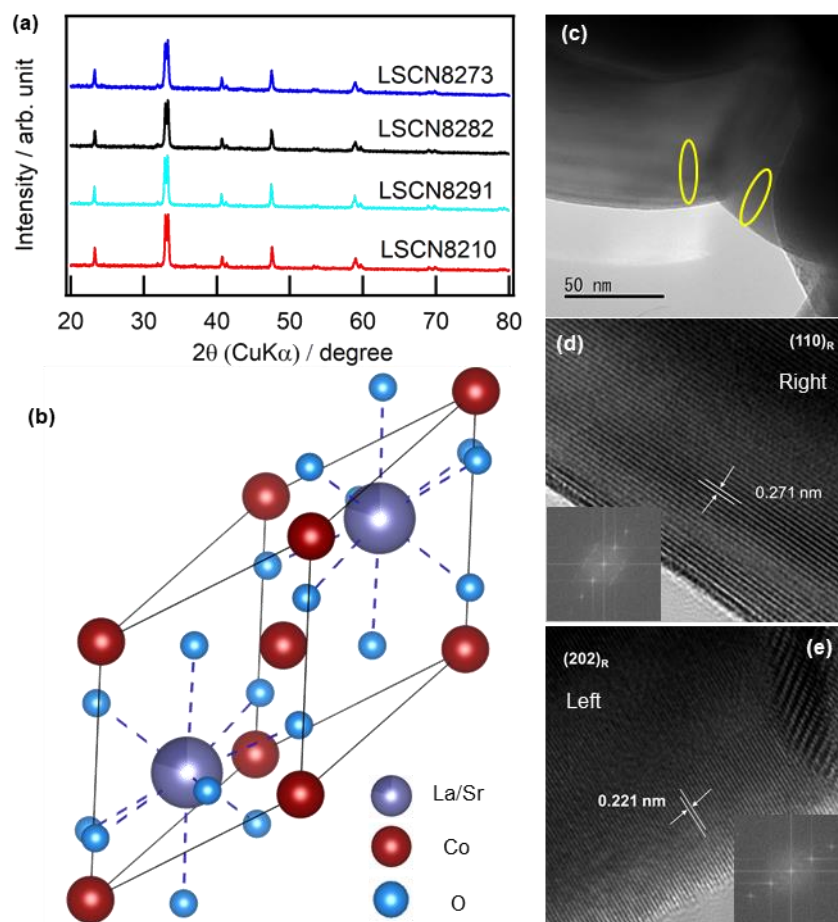 (a)
Intensity / arb. unit
LSCN8273
LSCN8282
LSCN8291
LSCN8210
20 30 40 50 60 70 80
2θ (CuKα) / degree
(b)
La/Sr
Co
O
(c)
50 nm
(d)
(110)R
Right
0.271 nm
(e)
(202)R
Left
0.221 nm